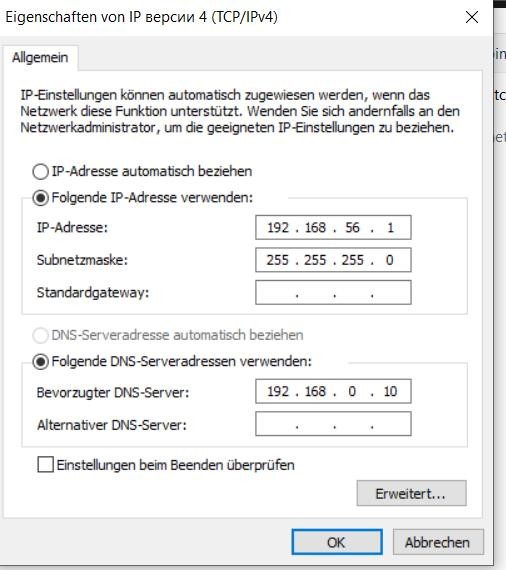 Eigenschaften von IP версии 4 (TCP/IPv4)
Allgemein
IP-Einstellungen können automatisch zugewiesen werden, wenn das
Netzwerk diese Funktion unterstützt. Wenden Sie sich andernfalls an den
Netzwerkadministrator, um die geeigneten IP-Einstellungen zu beziehen.
IP-Adresse automatisch beziehen
Folgende IP-Adresse verwenden:
IP-Adresse: 192 . 168 . 56 . 1
Subnetzmaske: 255 . 255 . 255 . 0
Standardgateway: . . .
DNS-Serveradresse automatisch beziehen
Folgende DNS-Serveradressen verwenden:
Bevorzugter DNS-Server: 192 . 168 . 0 . 10
Alternativer DNS-Server: . . .
Einstellungen beim Beenden überprüfen
Erweitert...
OK Abbrechen